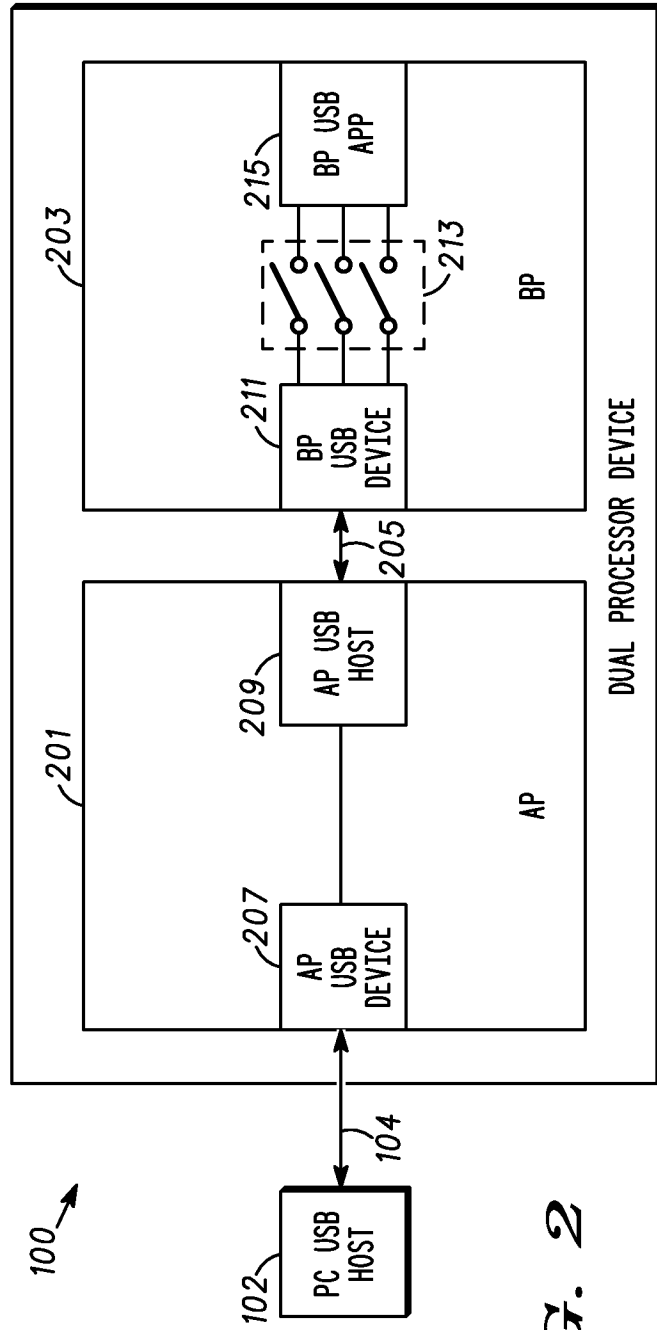 100
102
PC USB
HOST
104
201
207
AP
USB
DEVICE
209
AP USB
HOST
AP
205
203
211
BP
USB
DEVICE
213
215
BP USB
APP
BP
DUAL PROCESSOR DEVICE
G. 2